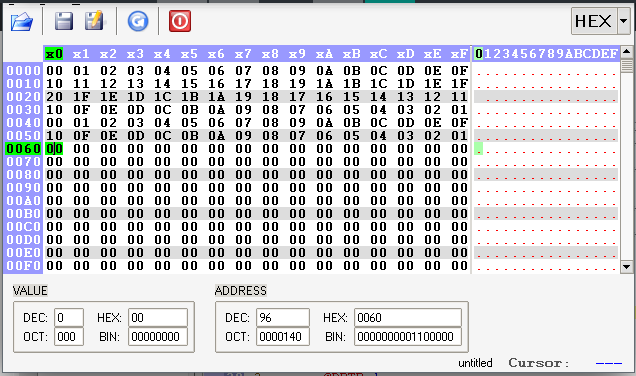 HEX
x0 x1 x2 x3 x4 x5 x6 x7 x8 x9 xA xB xC xD xE xF 0123456789ABCDEF
0000 00 01 02 03 04 05 06 07 08 09 0A 0B 0C 0D 0E 0F ................
0010 10 11 12 13 14 15 16 17 18 19 1A 1B 1C 1D 1E 1F ................
0020 20 1F 1E 1D 1C 1B 1A 19 18 17 16 15 14 13 12 11 ................
0030 10 0F 0E 0D 0C 0B 0A 09 08 07 06 05 04 03 02 01 ................
0040 00 01 02 03 04 05 06 07 08 09 0A 0B 0C 0D 0E 0F ................
0050 10 0F 0E 0D 0C 0B 0A 09 08 07 06 05 04 03 02 01 ................
0060 00 00 00 00 00 00 00 00 00 00 00 00 00 00 00 00 ................
0070 00 00 00 00 00 00 00 00 00 00 00 00 00 00 00 00 ................
0080 00 00 00 00 00 00 00 00 00 00 00 00 00 00 00 00 ................
0090 00 00 00 00 00 00 00 00 00 00 00 00 00 00 00 00 ................
00A0 00 00 00 00 00 00 00 00 00 00 00 00 00 00 00 00 ................
00B0 00 00 00 00 00 00 00 00 00 00 00 00 00 00 00 00 ................
00C0 00 00 00 00 00 00 00 00 00 00 00 00 00 00 00 00 ................
00D0 00 00 00 00 00 00 00 00 00 00 00 00 00 00 00 00 ................
00E0 00 00 00 00 00 00 00 00 00 00 00 00 00 00 00 00 ................
00F0 00 00 00 00 00 00 00 00 00 00 00 00 00 00 00 00 ................
VALUE ADDRESS
DEC: 0 HEX: 00 DEC: 96 HEX: 0060
OCT: 000 BIN: 00000000 OCT: 0000140 BIN: 0000000001100000
untitled Cursor: ---